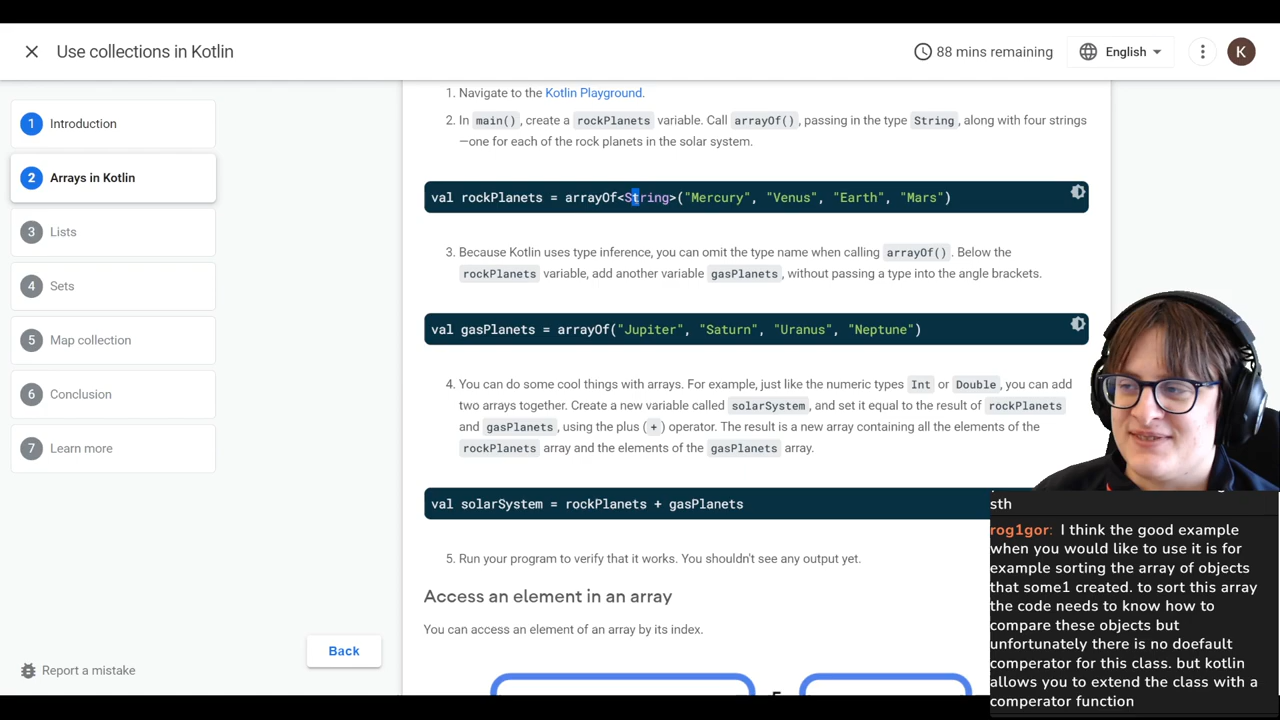 Use collections in Kotlin
88 mins remaining
English
K
1 Introduction
2 Arrays in Kotlin
3 Lists
4 Sets
5 Map collection
6 Conclusion
7 Learn more
Report a mistake
Back
1. Navigate to the Kotlin Playground.
2. In main(), create a rockPlanets variable. Call arrayOf(), passing in the type String, along with four strings
—one for each of the rock planets in the solar system.
val rockPlanets = arrayOf<String>("Mercury", "Venus", "Earth", "Mars")
3. Because Kotlin uses type inference, you can omit the type name when calling arrayOf(). Below the
rockPlanets variable, add another variable gasPlanets, without passing a type into the angle brackets.
val gasPlanets = arrayOf("Jupiter", "Saturn", "Uranus", "Neptune")
4. You can do some cool things with arrays. For example, just like the numeric types Int or Double, you can add
two arrays together. Create a new variable called solarSystem, and set it equal to the result of rockPlanets
and gasPlanets, using the plus (+) operator. The result is a new array containing all the elements of the
rockPlanets array and the elements of the gasPlanets array.
val solarSystem = rockPlanets + gasPlanets
5. Run your program to verify that it works. You shouldn't see any output yet.
Access an element in an array
You can access an element of an array by its index.
sth
rog1gor: I think the good example
when you would like to use it is for
example sorting the array of objects
that some1 created. to sort this array
the code needs to know how to
compare these objects but
unfortunately there is no doefault
comperator for this class. but kotlin
allows you to extend the class with a
comperator function